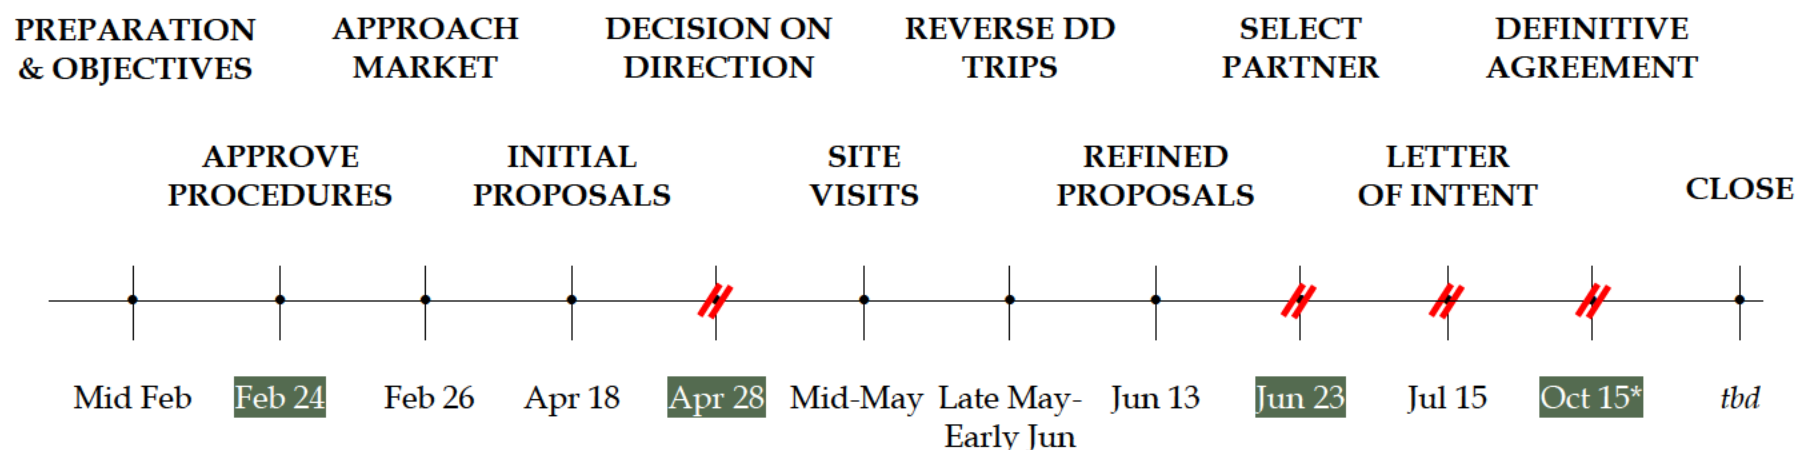 PREPARATION
& OBJECTIVES
APPROACH
MARKET
DECISION ON
DIRECTION
REVERSE DD
TRIPS
SELECT
PARTNER
DEFINITIVE
AGREEMENT
APPROVE
PROCEDURES
INITIAL
PROPOSALS
SITE
VISITS
REFINED
PROPOSALS
LETTER
OF INTENT
CLOSE
Mid Feb
Feb 24
Feb 26
Apr 18
Apr 28
Mid-May
Late May-
Early Jun
Jun 13
Jun 23
Jul 15
Oct 15*
tbd